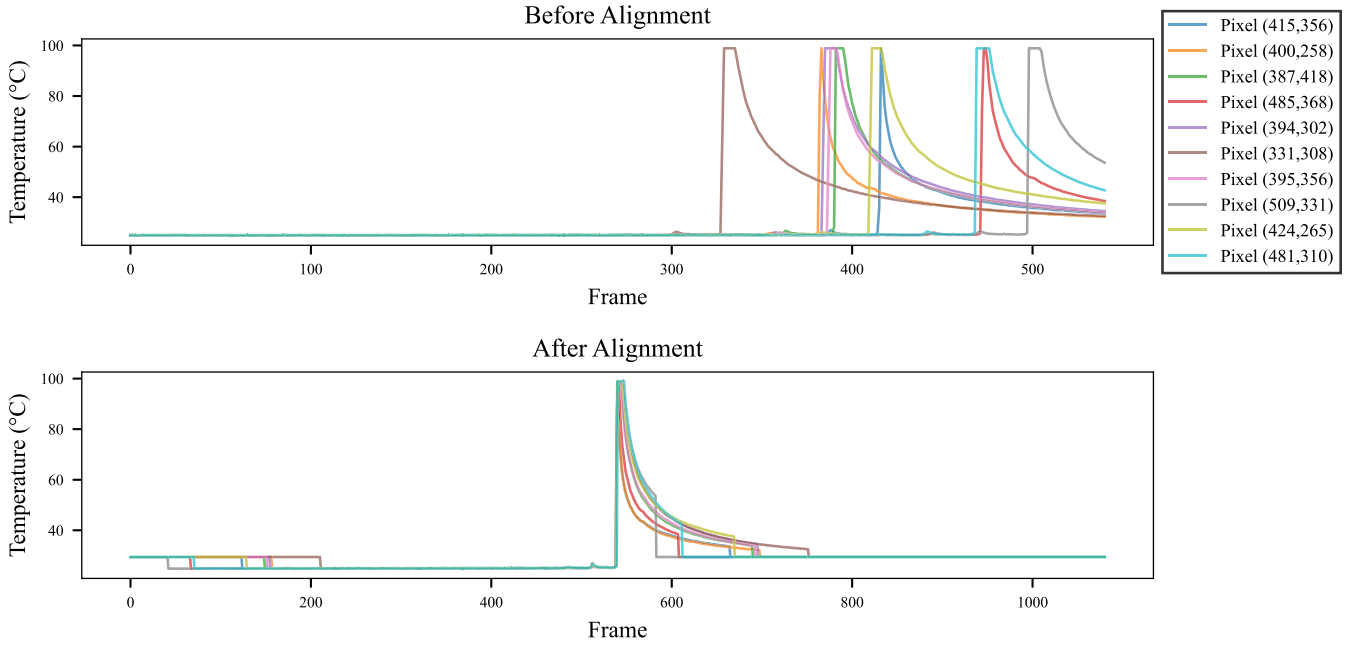 Before Alignment
100
80
60
40
Temperature (°C)
0
100
200
300
400
500
Frame
Pixel (415,356)
Pixel (400,258)
Pixel (387,418)
Pixel (485,368)
Pixel (394,302)
Pixel (331,308)
Pixel (395,356)
Pixel (509,331)
Pixel (424,265)
Pixel (481,310)
After Alignment
100
80
60
40
Temperature (°C)
0
200
400
600
800
1000
Frame